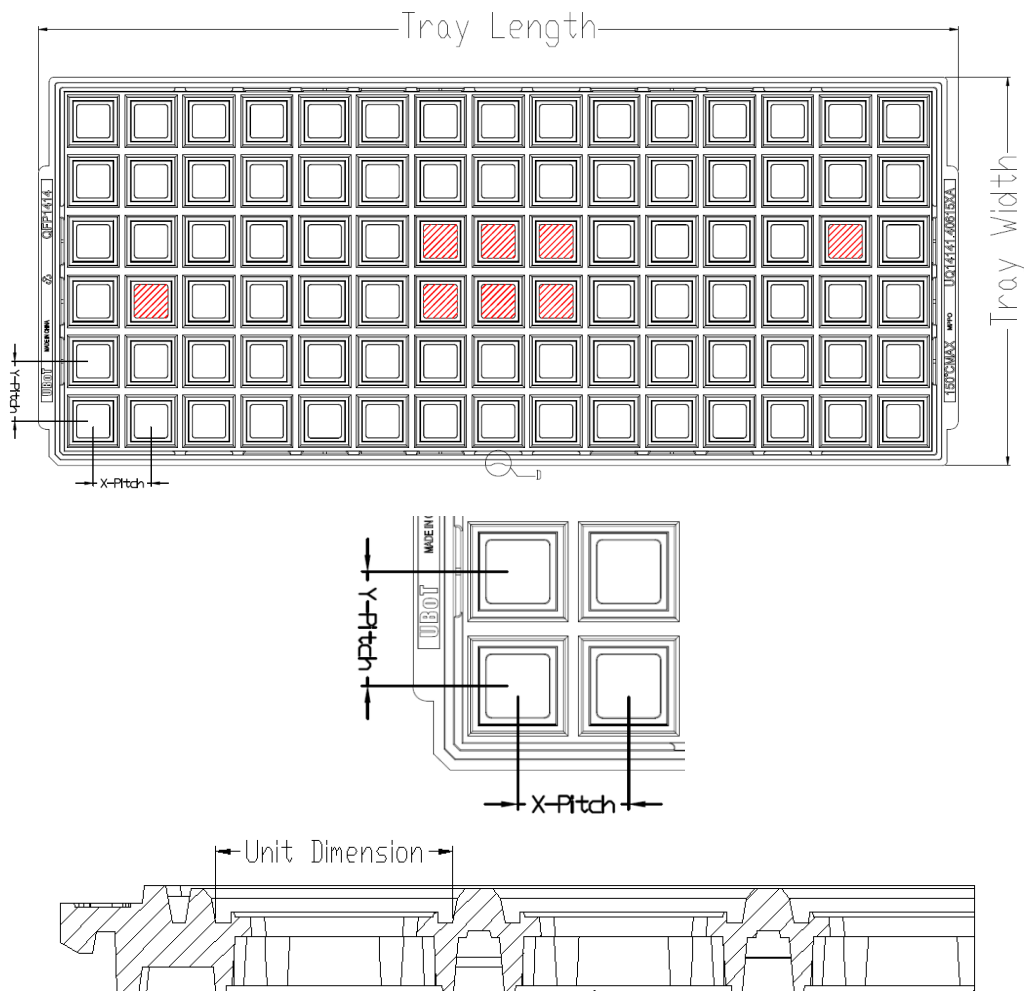 Tray Length
QFP1414
MADE IN CHINA
UBoT
UQ14141.40615XA
MPPO
150°CMAX
Tray Width
Y-Pitch
X-Pitch
D
MADE IN C
UBoT
Y-Pitch
X-Pitch
Unit Dimension